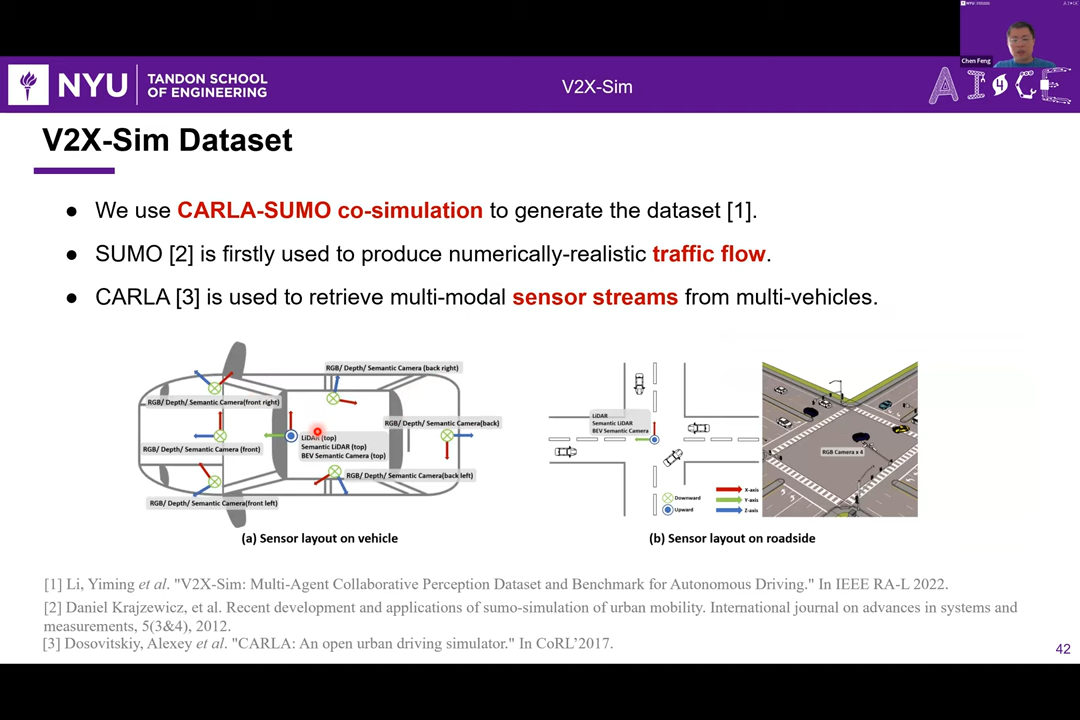 NYU
TANDON SCHOOL
OF ENGINEERING
V2X-Sim
Chen Feng
AI4CE
V2X-Sim Dataset
● We use CARLA-SUMO co-simulation to generate the dataset [1].
● SUMO [2] is firstly used to produce numerically-realistic traffic flow.
● CARLA [3] is used to retrieve multi-modal sensor streams from multi-vehicles.
RGB/ Depth/ Semantic Camera (back right)
RGB/ Depth/ Semantic Camera(front right)
RGB/ Depth/ Semantic Camera(back)
LiDAR (top)
Semantic LiDAR (top)
BEV Semantic Camera (top)
RGB/ Depth/ Semantic Camera (front)
RGB/ Depth/ Semantic Camera(back left)
RGB/ Depth/ Semantic Camera(front left)
(a) Sensor layout on vehicle
LiDAR
Semantic LiDAR
BEV Semantic Camera
RGB Camera x 4
Downward
Upward
X-axis
Y-axis
Z-axis
(b) Sensor layout on roadside
[1] Li, Yiming et al. "V2X-Sim: Multi-Agent Collaborative Perception Dataset and Benchmark for Autonomous Driving." In IEEE RA-L 2022.
[2] Daniel Krajzewicz, et al. Recent development and applications of sumo-simulation of urban mobility. International journal on advances in systems and
measurements, 5(3&4), 2012.
[3] Dosovitskiy, Alexey et al. "CARLA: An open urban driving simulator." In CoRL'2017.
42